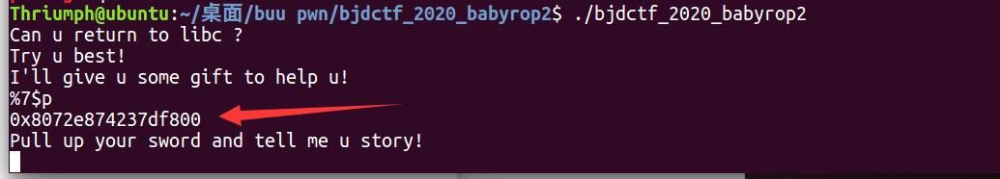 Thriumph@ubuntu:~/桌面/buu pwn/bjdctf_2020_babyrop2$ ./bjdctf_2020_babyrop2
Can u return to libc ?
Try u best!
I'll give u some gift to help u!
%7$p
0x8072e874237df800
Pull up your sword and tell me u story!